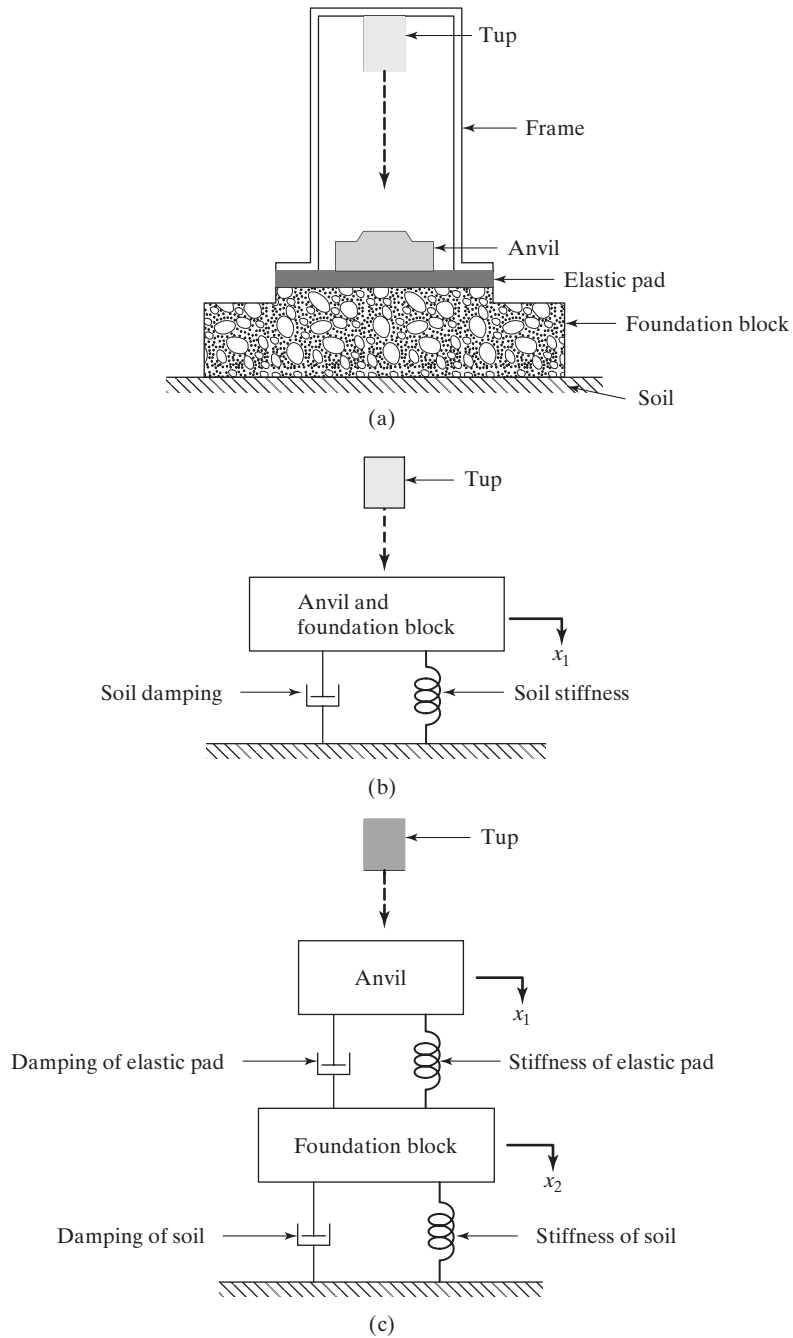 Tup
Frame
Anvil
Elastic pad
Foundation block
Soil
(a)
Tup
Anvil and
foundation block
x1
Soil damping
Soil stiffness
(b)
Tup
Anvil
x1
Damping of elastic pad
Stiffness of elastic pad
Foundation block
x2
Damping of soil
Stiffness of soil
(c)